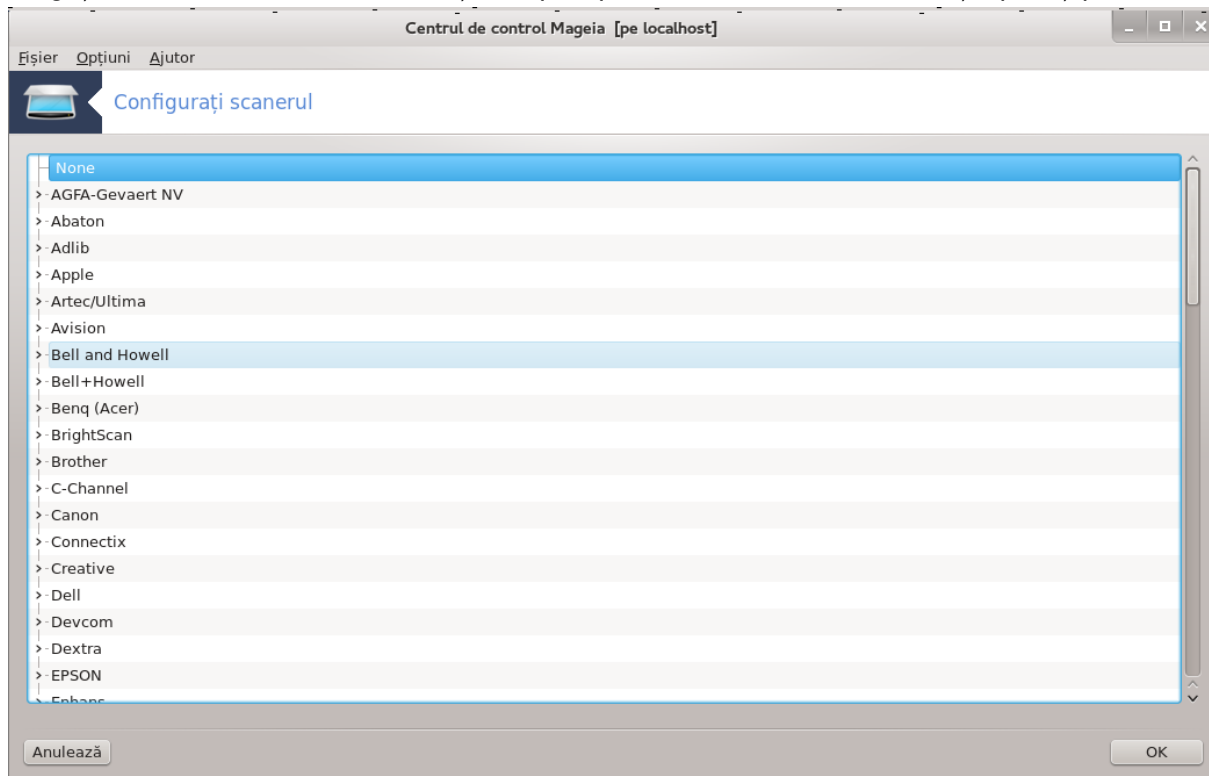 Centrul de control Mageia [pe localhost]
Fișier Opțiuni Ajutor
Configurați scanerul
None
AGFA-Gevaert NV
Abaton
Adlib
Apple
Artec/Ultima
Avision
Bell and Howell
Bell+Howell
Benq (Acer)
BrightScan
Brother
C-Channel
Canon
Connectix
Creative
Dell
Devcom
Dextra
EPSON
Anulează OK